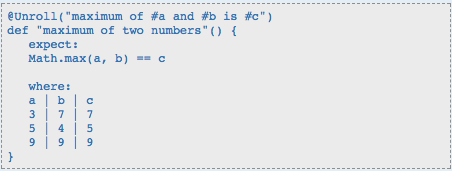 @Unroll("maximum of #a and #b is #c")
def "maximum of two numbers"() {
   expect:
   Math.max(a, b) == c

   where:
   a | b | c
   3 | 7 | 7
   5 | 4 | 5
   9 | 9 | 9
}